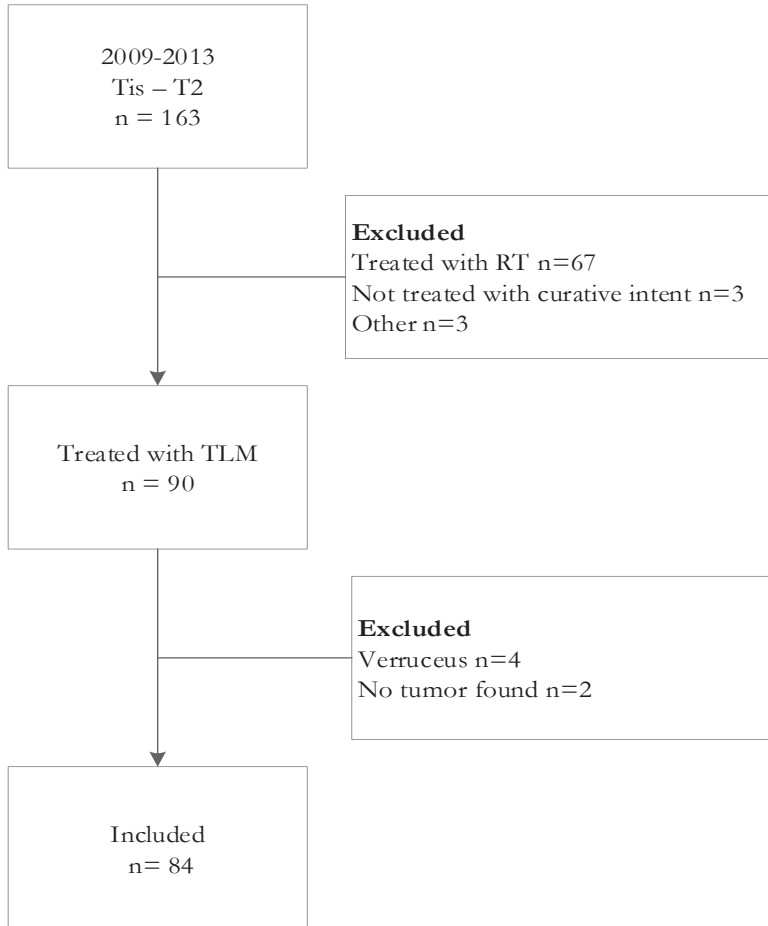 2009-2013
Tis – T2
n = 163
Excluded
Treated with RT n=67
Not treated with curative intent n=3
Other n=3
Treated with TLM
n = 90
Excluded
Verruceus n=4
No tumor found n=2
Included
n= 84